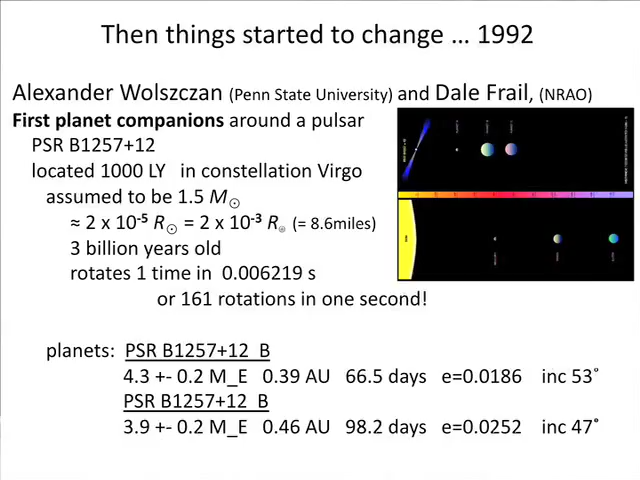 Then things started to change … 1992
Alexander Wolszczan (Penn State University) and Dale Frail, (NRAO)
First planet companions around a pulsar
PSR B1257+12
located 1000 LY in constellation Virgo
assumed to be 1.5 M☉
≈ 2 x 10⁻⁵ R☉ = 2 x 10⁻³ R⊕ (= 8.6miles)
3 billion years old
rotates 1 time in 0.006219 s
or 161 rotations in one second!
planets: PSR B1257+12 B
4.3 +- 0.2 M_E 0.39 AU 66.5 days e=0.0186 inc 53˚
PSR B1257+12 B
3.9 +- 0.2 M_E 0.46 AU 98.2 days e=0.0252 inc 47˚